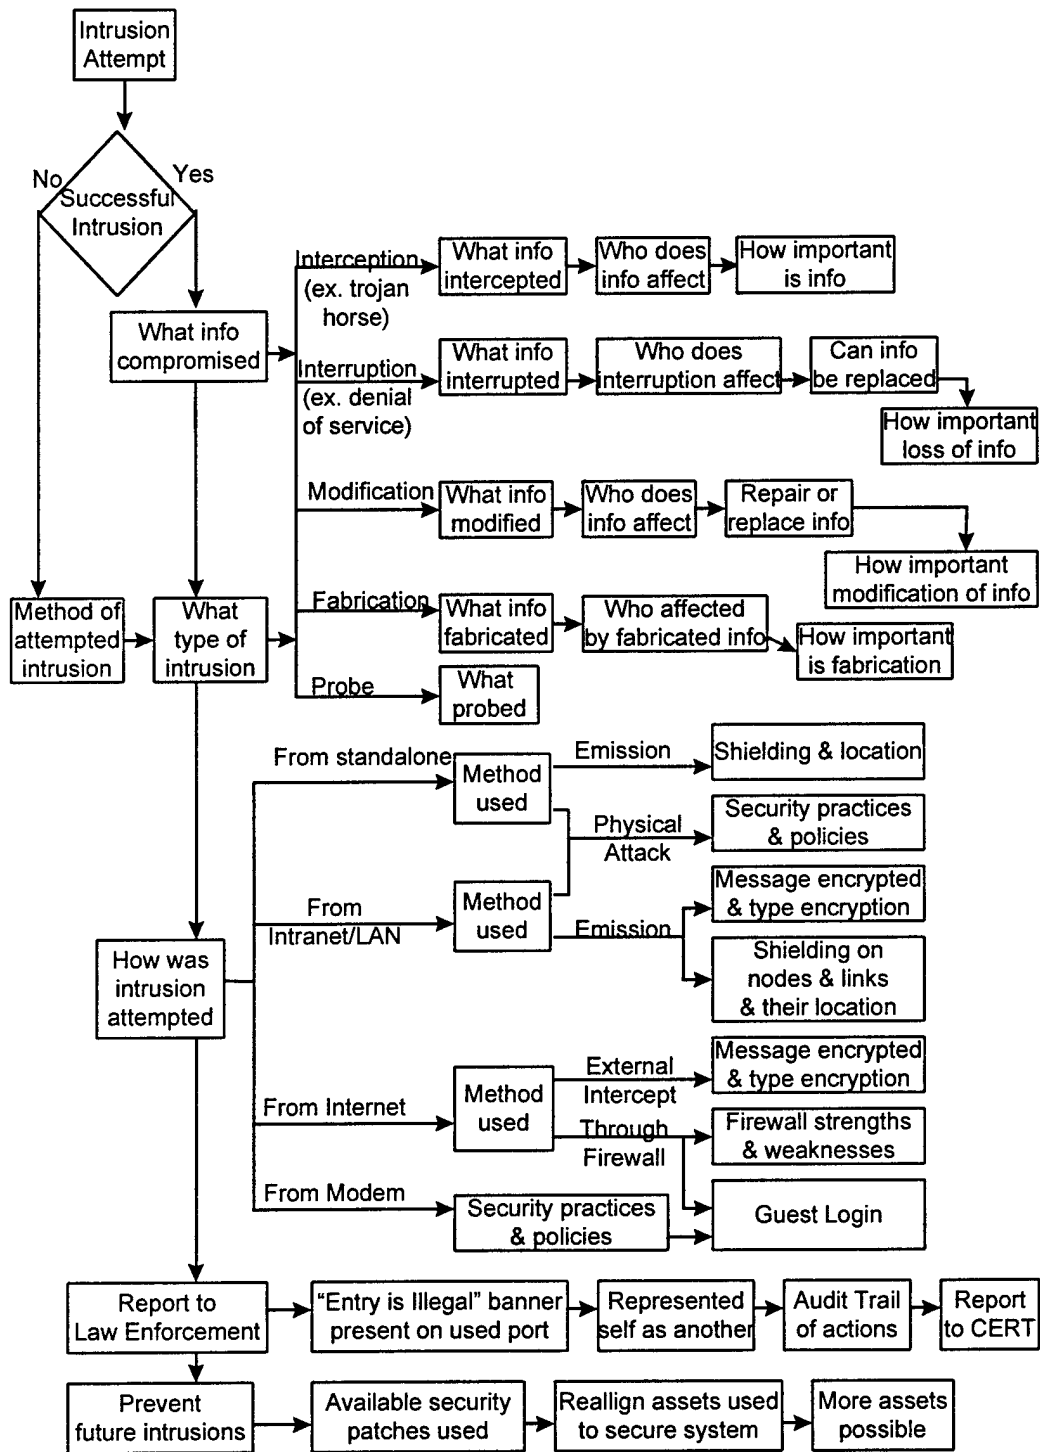 Intrusion
Attempt
No
Yes
Successful
Intrusion
What info
compromised
Interception
(ex. trojan
horse)
What info
intercepted
Who does
info affect
How important
is info
Interruption
(ex. denial
of service)
What info
interrupted
Who does
interruption affect
Can info
be replaced
How important
loss of info
Modification
What info
modified
Who does
info affect
Repair or
replace info
How important
modification of info
Method of
attempted
intrusion
What
type of
intrusion
Fabrication
What info
fabricated
Who affected
by fabricated info
How important
is fabrication
Probe
What
probed
From standalone
Method
used
Emission
Shielding & location
Physical
Attack
Security practices
& policies
From
Intranet/LAN
Method
used
Emission
Message encrypted
& type encryption
Shielding on
nodes & links
& their location
How was
intrusion
attempted
From Internet
Method
used
External
Intercept
Message encrypted
& type encryption
Through
Firewall
Firewall strengths
& weaknesses
From Modem
Security practices
& policies
Guest Login
Report to
Law Enforcement
“Entry is Illegal” banner
present on used port
Represented
self as another
Audit Trail
of actions
Report
to CERT
Prevent
future intrusions
Available security
patches used
Reallign assets used
to secure system
More assets
possible